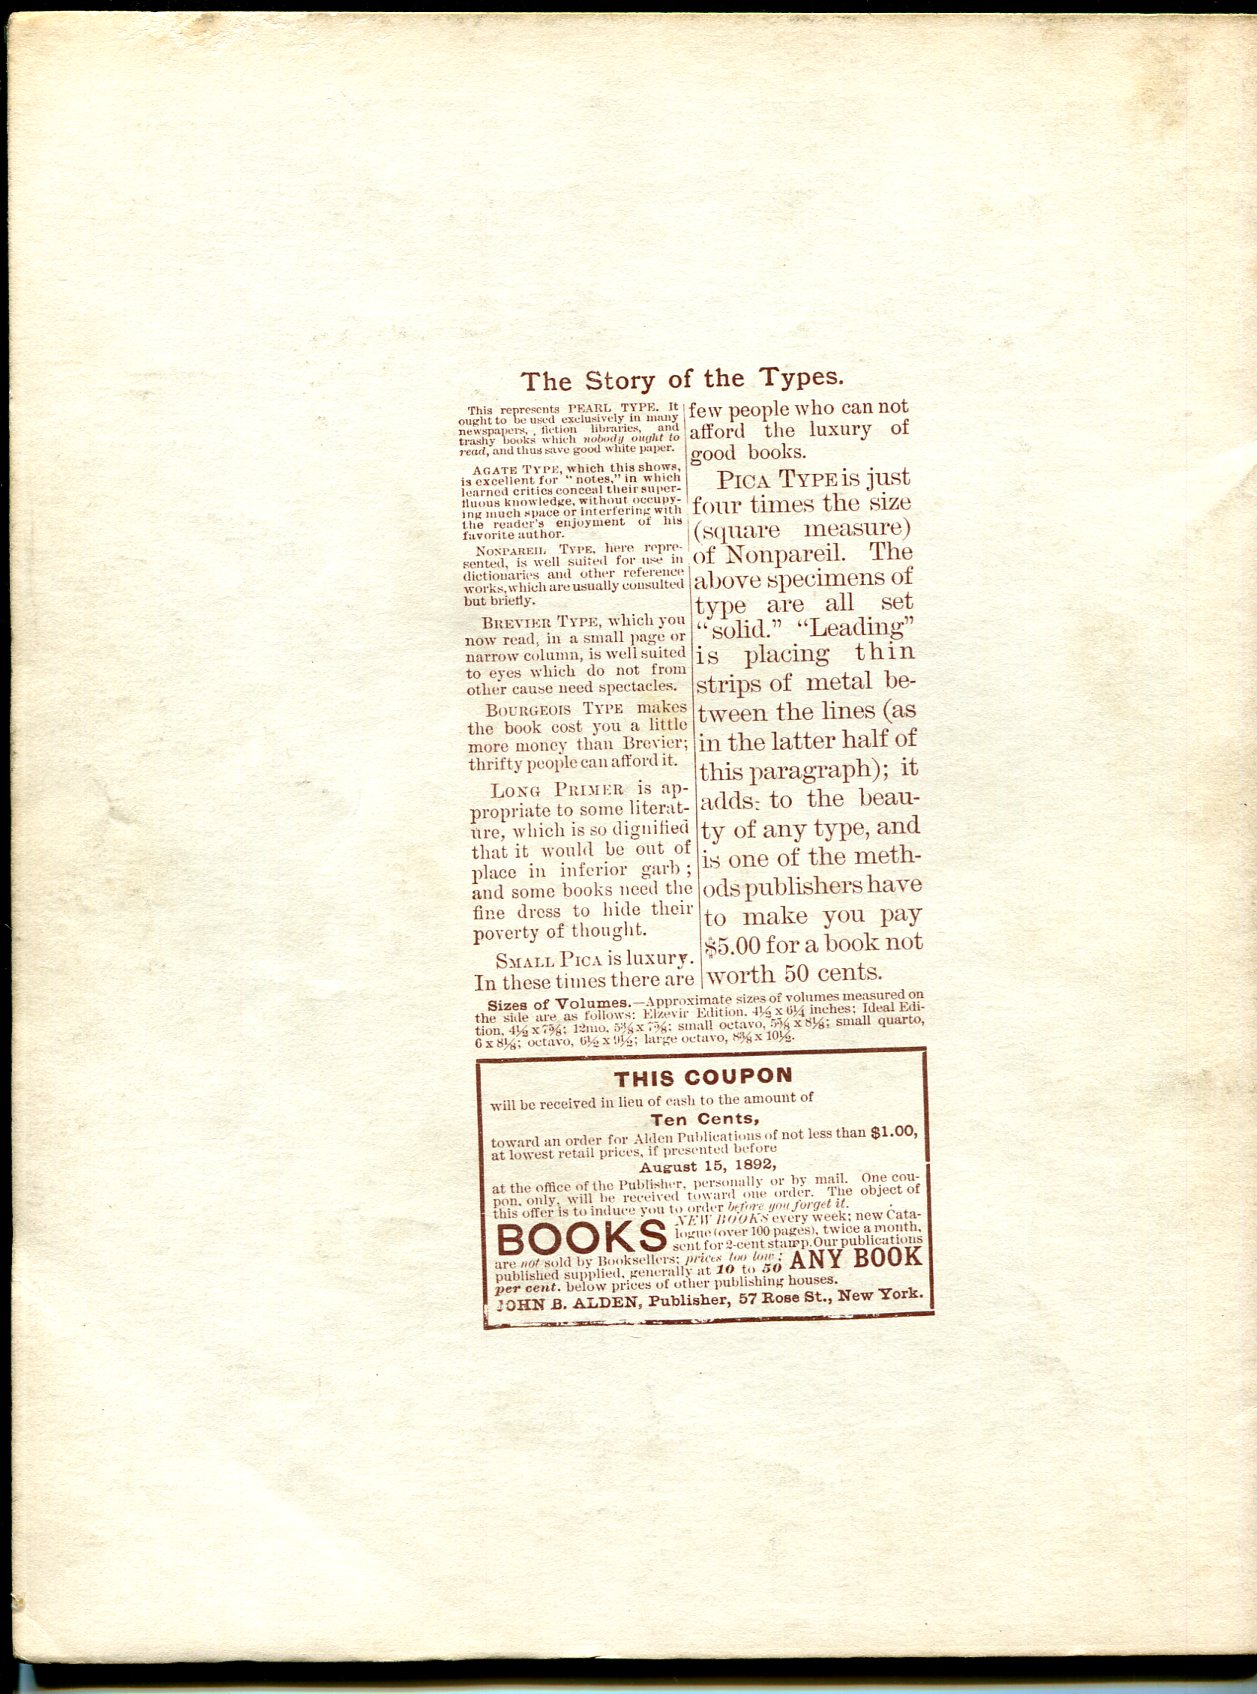 The Story of the Types.
This represents PEARL TYPE. It
ought to be used exclusively in many
newspapers, fiction libraries, and
trashy books which nobody ought to
read, and thus save good white paper.
AGATE TYPE, which this shows,
is excellent for “notes,” in which
learned critics conceal their super-
fluous knowledge, without occupy-
ing much space or interfering with
the reader's enjoyment of his
favorite author.
NONPAREIL TYPE, here repre-
sented, is well suited for use in
dictionaries and other reference
works, which are usually consulted
but briefly.
BREVIER TYPE, which you
now read, in a small page or
narrow column, is well suited
to eyes which do not from
other cause need spectacles.
BOURGEOIS TYPE makes
the book cost you a little
more money than Brevier;
thrifty people can afford it.
LONG PRIMER is ap-
propriate to some literat-
ure, which is so dignified
that it would be out of
place in inferior garb;
and some books need the
fine dress to hide their
poverty of thought.
SMALL PICA is luxury.
In these times there are
few people who can not
afford the luxury of
good books.
PICA TYPE is just
four times the size
(square measure)
of Nonpareil. The
above specimens of
type are all set
“solid.” “Leading”
is placing thin
strips of metal be-
tween the lines (as
in the latter half of
this paragraph); it
adds: to the beau-
ty of any type, and
is one of the meth-
ods publishers have
to make you pay
$5.00 for a book not
worth 50 cents.
Sizes of Volumes.—Approximate sizes of volumes measured on
the side are as follows: Elzevir Edition, 4½ x 6¼ inches; Ideal Edi-
tion, 4½ x 7⅝; 12mo, 5⅜ x 7⅝; small octavo, 5⅜ x 8⅛; small quarto,
6 x 8⅛; octavo, 6½ x 9½; large octavo, 8⅜ x 10½.
THIS COUPON
will be received in lieu of cash to the amount of
Ten Cents,
toward an order for Alden Publications of not less than $1.00,
at lowest retail prices, if presented before
August 15, 1892,
at the office of the Publisher, personally or by mail. One cou-
pon, only, will be received toward one order. The object of
this offer is to induce you to order before you forget it.
BOOKS NEW BOOKS every week; new Cata-
logue (over 100 pages), twice a month,
sent for 2-cent stamp. Our publications
are not sold by Booksellers; prices too low; ANY BOOK
published supplied, generally at 10 to 50
per cent. below prices of other publishing houses.
JOHN B. ALDEN, Publisher, 57 Rose St., New York.